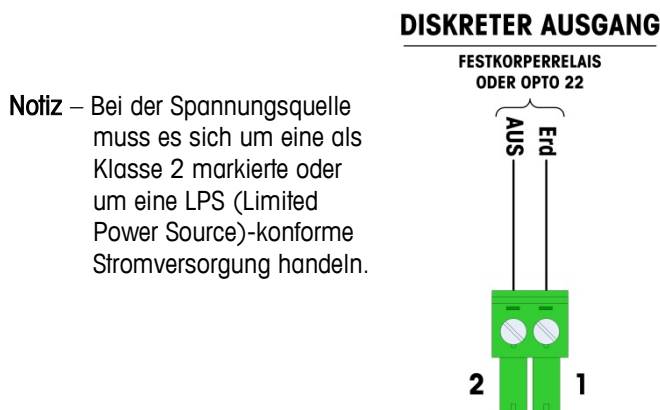 DISKRETER AUSGANG
FESTKORPERRELAIS
ODER OPTO 22
AUS
Erd
Notiz – Bei der Spannungsquelle
muss es sich um eine als
Klasse 2 markierte oder
um eine LPS (Limited
Power Source)-konforme
Stromversorgung handeln.
2
1